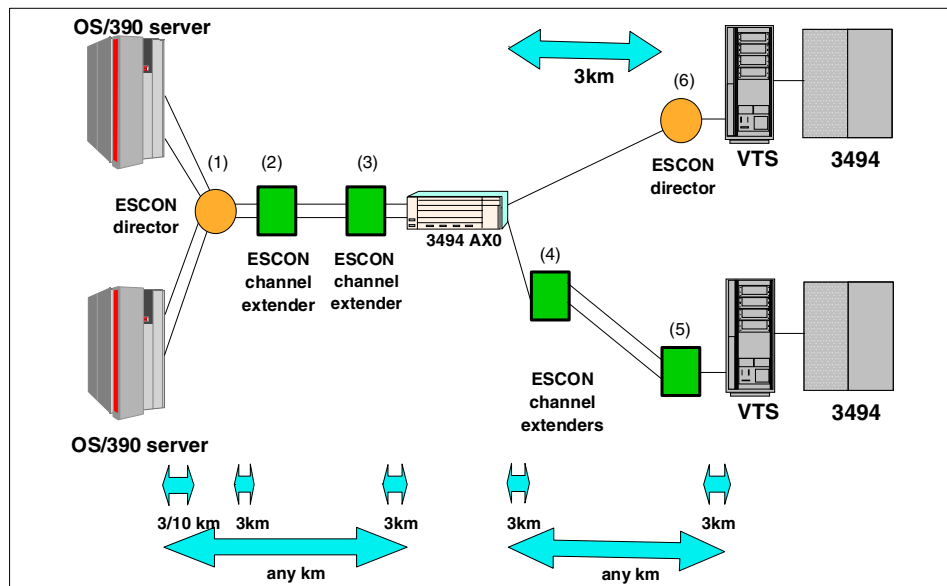 OS/390 server
3km
(6)
(1)
(2)
(3)
VTS
3494
ESCON
director
ESCON
director
3494 AX0
ESCON
channel
extender
ESCON
channel
extender
(4)
(5)
ESCON
channel
extenders
VTS
3494
OS/390 server
3/10 km
3km
3km
3km
3km
any km
any km